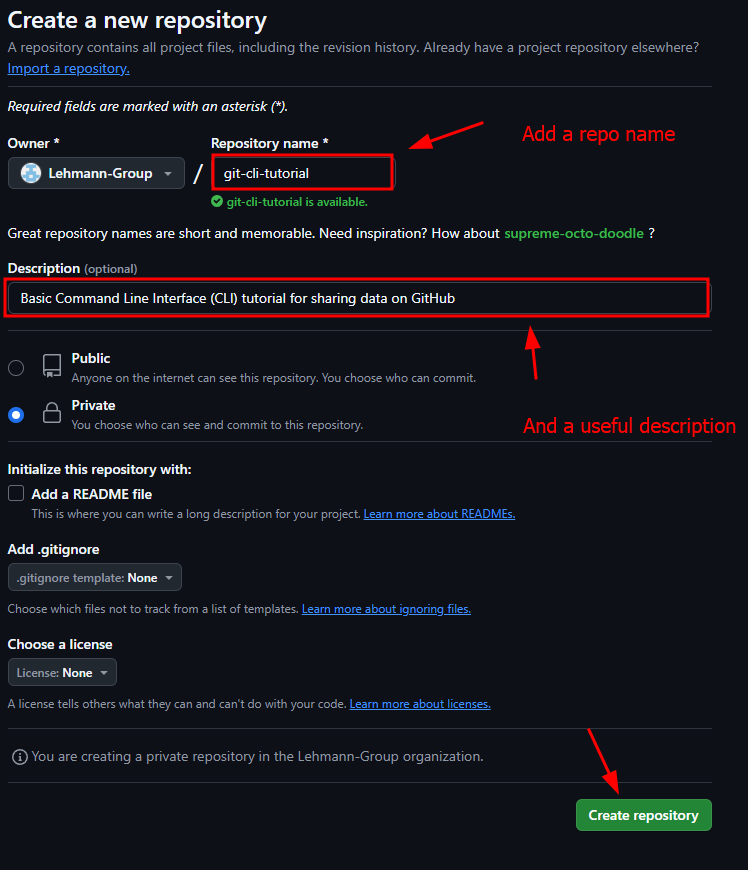 Create a new repository
A repository contains all project files, including the revision history. Already have a project repository elsewhere?
Import a repository.
Required fields are marked with an asterisk (*).
Owner *
Repository name *
Add a repo name
Lehmann-Group
/
git-cli-tutorial
git-cli-tutorial is available.
Great repository names are short and memorable. Need inspiration? How about supreme-octo-doodle ?
Description (optional)
Basic Command Line Interface (CLI) tutorial for sharing data on GitHub
Public
Anyone on the internet can see this repository. You choose who can commit.
Private
You choose who can see and commit to this repository.
And a useful description
Initialize this repository with:
Add a README file
This is where you can write a long description for your project. Learn more about READMEs.
Add .gitignore
.gitignore template: None
Choose which files not to track from a list of templates. Learn more about ignoring files.
Choose a license
License: None
A license tells others what they can and can't do with your code. Learn more about licenses.
You are creating a private repository in the Lehmann-Group organization.
Create repository